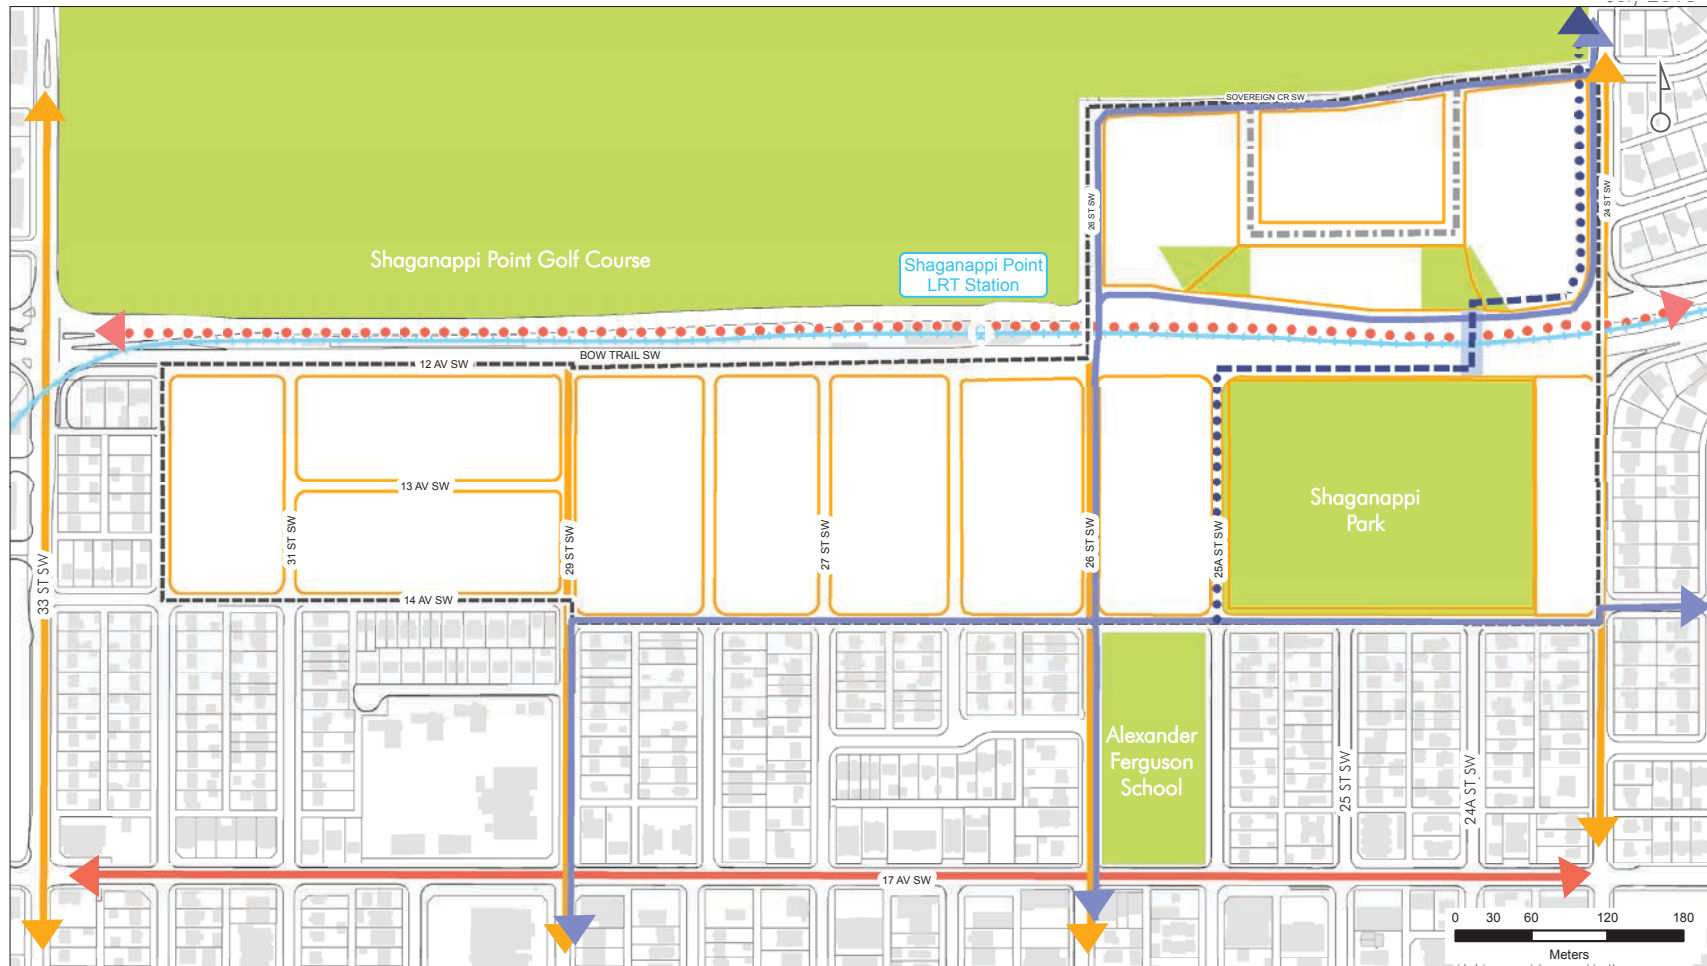 SOVEREIGN CR SW
26 ST SW
24 ST SW
Shaganappi Point Golf Course
Shaganappi Point
LRT Station
BOW TRAIL SW
12 AV SW
13 AV SW
Shaganappi
Park
31 ST SW
29 ST SW
27 ST SW
26 ST SW
25A ST SW
33 ST SW
14 AV SW
Alexander
Ferguson
School
25 ST SW
24A ST SW
17 AV SW
0 30 60 120 180
Meters